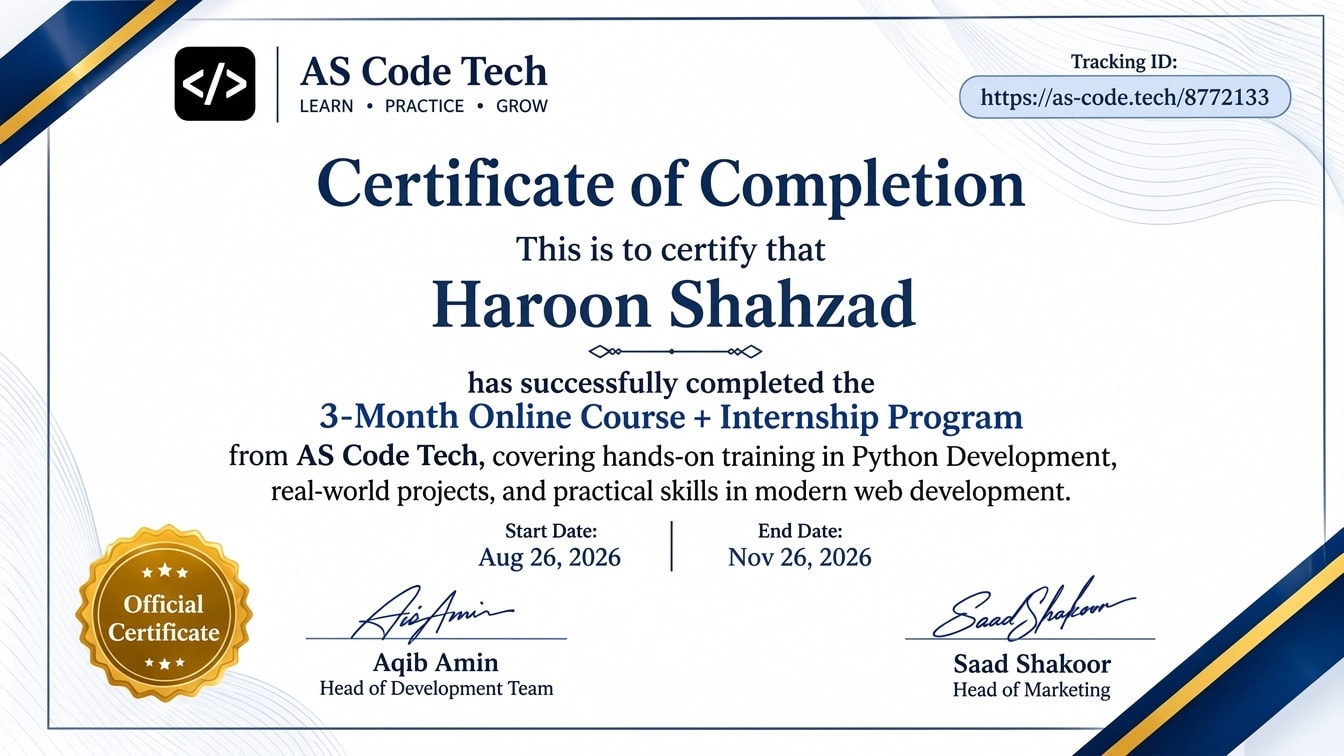 </>
AS Code Tech
LEARN • PRACTICE • GROW
Tracking ID:
https://as-code.tech/8772133
Certificate of Completion
This is to certify that
Haroon Shahzad
has successfully completed the
3-Month Online Course + Internship Program
from AS Code Tech, covering hands-on training in Python Development,
real-world projects, and practical skills in modern web development.
Start Date:
Aug 26, 2026
End Date:
Nov 26, 2026
Official
Certificate
Aqib Amin
Head of Development Team
Saad Shakoor
Saad Shakoor
Head of Marketing